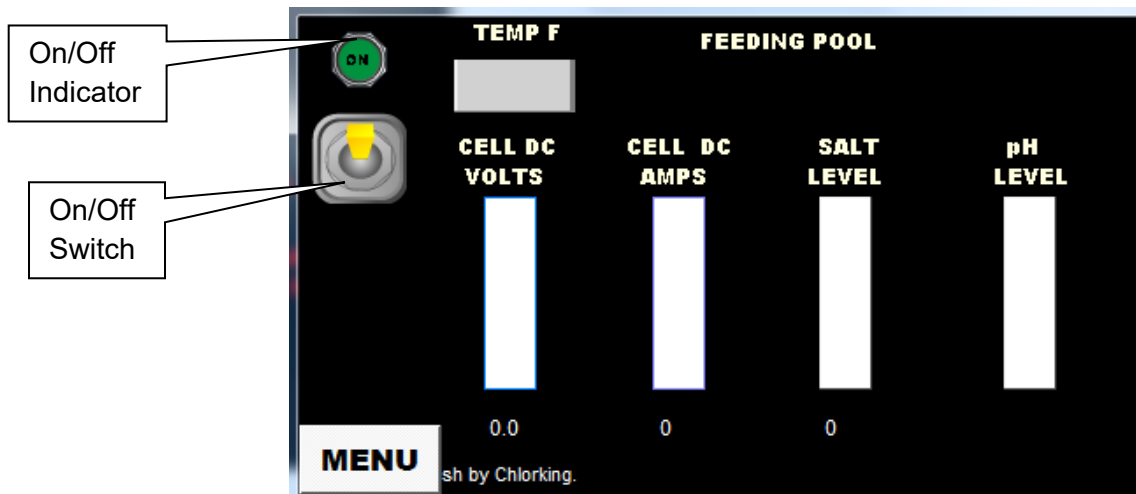 On/Off
Indicator
ON
TEMP F
FEEDING POOL
On/Off
Switch
CELL DC
VOLTS
CELL DC
AMPS
SALT
LEVEL
pH
LEVEL
0.0
0
0
MENU
sh by Chlorking.